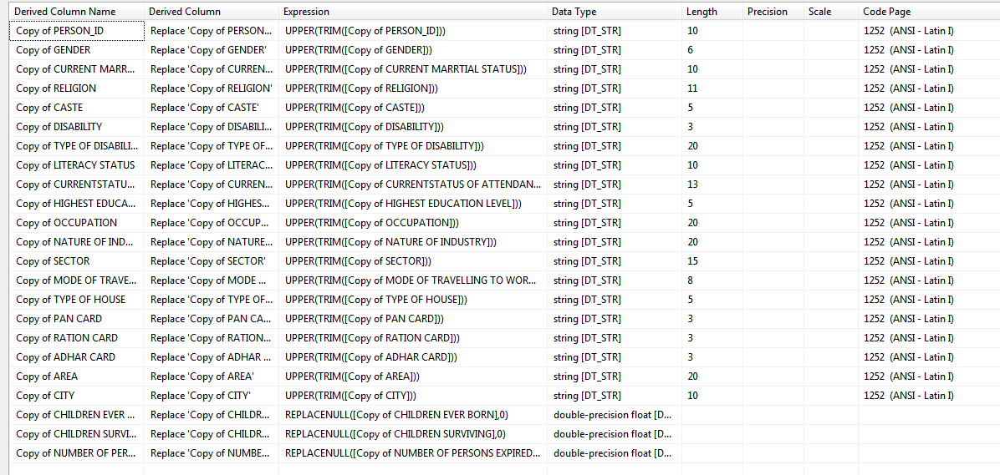 Derived Column Name Derived Column Expression Data Type Length Precision Scale Code Page
Copy of PERSON_ID Replace 'Copy of PERSON... UPPER(TRIM([Copy of PERSON_ID])) string [DT_STR] 10 1252 (ANSI - Latin I)
Copy of GENDER Replace 'Copy of GENDER' UPPER(TRIM([Copy of GENDER])) string [DT_STR] 6 1252 (ANSI - Latin I)
Copy of CURRENT MARR... Replace 'Copy of CURREN... UPPER(TRIM([Copy of CURRENT MARRTIAL STATUS])) string [DT_STR] 10 1252 (ANSI - Latin I)
Copy of RELIGION Replace 'Copy of RELIGION' UPPER(TRIM([Copy of RELIGION])) string [DT_STR] 11 1252 (ANSI - Latin I)
Copy of CASTE Replace 'Copy of CASTE' UPPER(TRIM([Copy of CASTE])) string [DT_STR] 5 1252 (ANSI - Latin I)
Copy of DISABILITY Replace 'Copy of DISABILI... UPPER(TRIM([Copy of DISABILITY])) string [DT_STR] 3 1252 (ANSI - Latin I)
Copy of TYPE OF DISABILI... Replace 'Copy of TYPE OF... UPPER(TRIM([Copy of TYPE OF DISABILITY])) string [DT_STR] 20 1252 (ANSI - Latin I)
Copy of LITERACY STATUS Replace 'Copy of LITERAC... UPPER(TRIM([Copy of LITERACY STATUS])) string [DT_STR] 10 1252 (ANSI - Latin I)
Copy of CURRENTSTATU... Replace 'Copy of CURREN... UPPER(TRIM([Copy of CURRENTSTATUS OF ATTENDAN... string [DT_STR] 13 1252 (ANSI - Latin I)
Copy of HIGHEST EDUCA... Replace 'Copy of HIGHES... UPPER(TRIM([Copy of HIGHEST EDUCATION LEVEL])) string [DT_STR] 5 1252 (ANSI - Latin I)
Copy of OCCUPATION Replace 'Copy of OCCUP... UPPER(TRIM([Copy of OCCUPATION])) string [DT_STR] 20 1252 (ANSI - Latin I)
Copy of NATURE OF IND... Replace 'Copy of NATURE... UPPER(TRIM([Copy of NATURE OF INDUSTRY])) string [DT_STR] 20 1252 (ANSI - Latin I)
Copy of SECTOR Replace 'Copy of SECTOR' UPPER(TRIM([Copy of SECTOR])) string [DT_STR] 15 1252 (ANSI - Latin I)
Copy of MODE OF TRAVE... Replace 'Copy of MODE ... UPPER(TRIM([Copy of MODE OF TRAVELLING TO WOR... string [DT_STR] 8 1252 (ANSI - Latin I)
Copy of TYPE OF HOUSE Replace 'Copy of TYPE OF... UPPER(TRIM([Copy of TYPE OF HOUSE])) string [DT_STR] 5 1252 (ANSI - Latin I)
Copy of PAN CARD Replace 'Copy of PAN CA... UPPER(TRIM([Copy of PAN CARD])) string [DT_STR] 3 1252 (ANSI - Latin I)
Copy of RATION CARD Replace 'Copy of RATION... UPPER(TRIM([Copy of RATION CARD])) string [DT_STR] 3 1252 (ANSI - Latin I)
Copy of ADHAR CARD Replace 'Copy of ADHAR ... UPPER(TRIM([Copy of ADHAR CARD])) string [DT_STR] 3 1252 (ANSI - Latin I)
Copy of AREA Replace 'Copy of AREA' UPPER(TRIM([Copy of AREA])) string [DT_STR] 20 1252 (ANSI - Latin I)
Copy of CITY Replace 'Copy of CITY' UPPER(TRIM([Copy of CITY])) string [DT_STR] 10 1252 (ANSI - Latin I)
Copy of CHILDREN EVER ... Replace 'Copy of CHILDR... REPLACENULL([Copy of CHILDREN EVER BORN],0) double-precision float [D...
Copy of CHILDREN SURVI... Replace 'Copy of CHILDR... REPLACENULL([Copy of CHILDREN SURVIVING],0) double-precision float [D...
Copy of NUMBER OF PER... Replace 'Copy of NUMBE... REPLACENULL([Copy of NUMBER OF PERSONS EXPIRED... double-precision float [D...